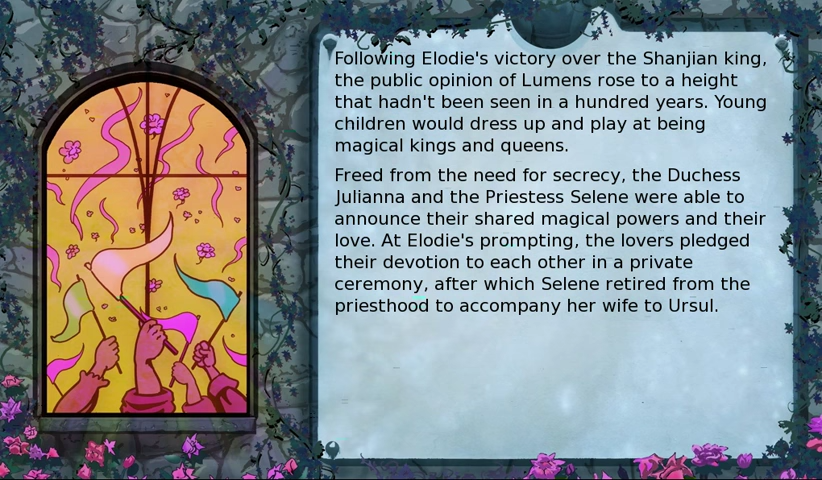 Following Elodie's victory over the Shanjian king,
the public opinion of Lumens rose to a height
that hadn't been seen in a hundred years. Young
children would dress up and play at being
magical kings and queens.
Freed from the need for secrecy, the Duchess
Julianna and the Priestess Selene were able to
announce their shared magical powers and their
love. At Elodie's prompting, the lovers pledged
their devotion to each other in a private
ceremony, after which Selene retired from the
priesthood to accompany her wife to Ursul.